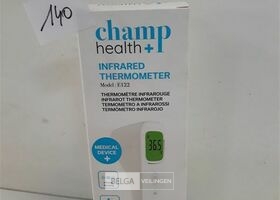 140
champ
health+
INFRARED
THERMOMETER
Model : E122
THERMOMÈTRE INFRAROUGE
INFRAROT THERMOMETER
TERMOMETRO A INFRAROSSI
TERMÓMETRO INFRAROJO
MEDICAL
DEVICE
+
36.5
BELGA VEILINGEN